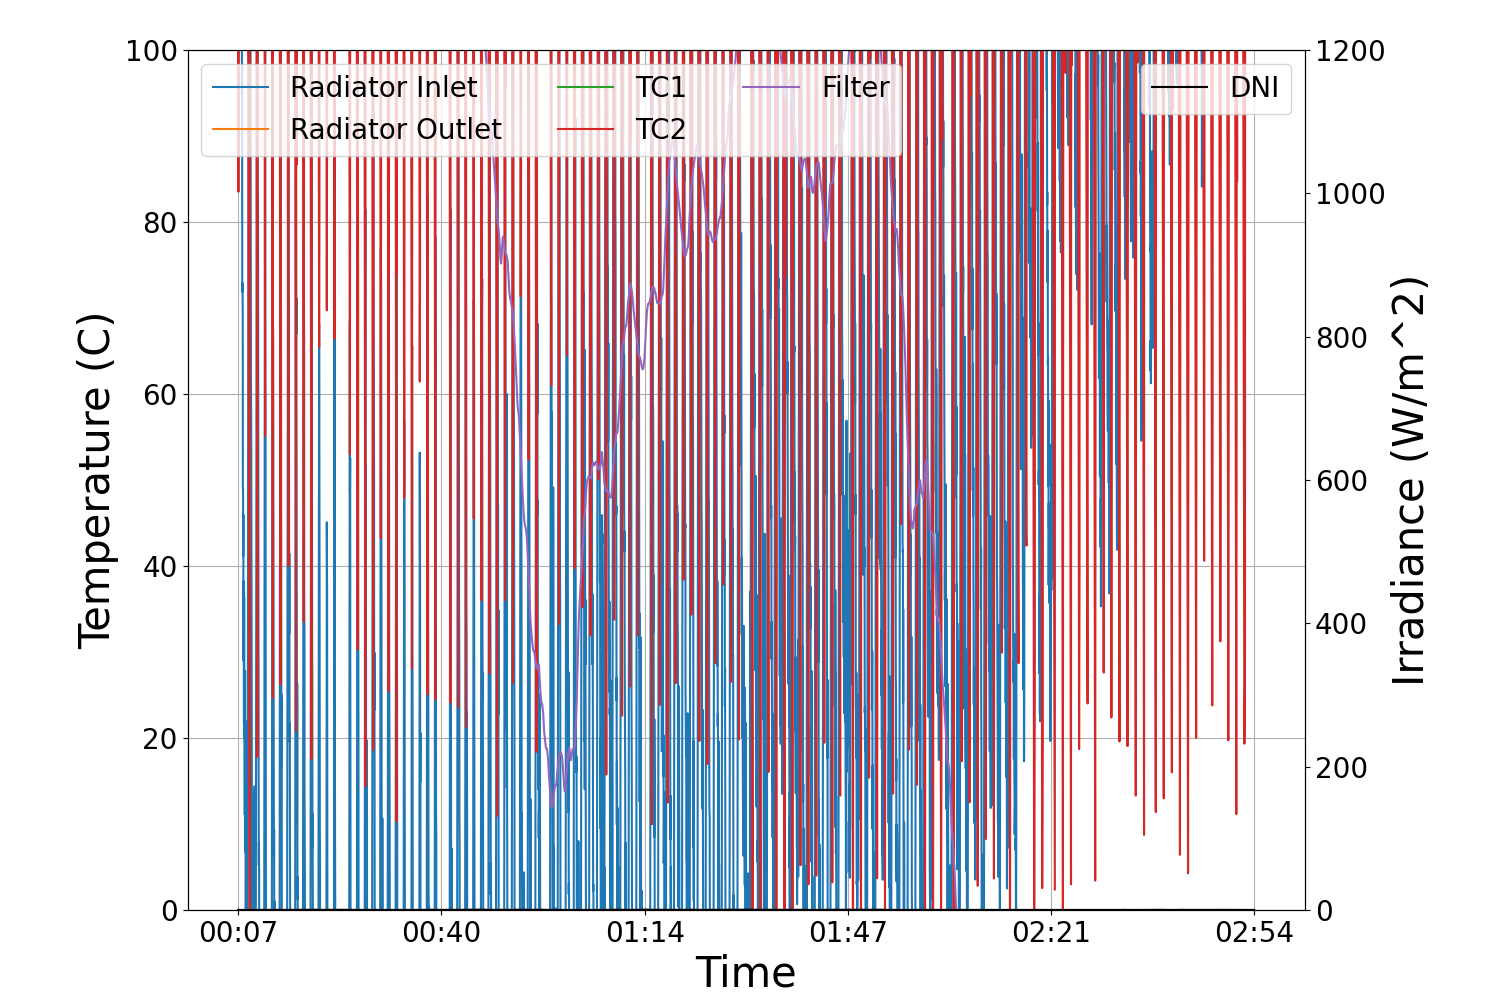 100
80
60
40
20
0
Temperature (C)
Radiator Inlet
Radiator Outlet
TC1
TC2
Filter
DNI
1200
1000
800
600
400
200
0
Irradiance (W/m^2)
00:07
00:40
01:14
01:47
02:21
02:54
Time